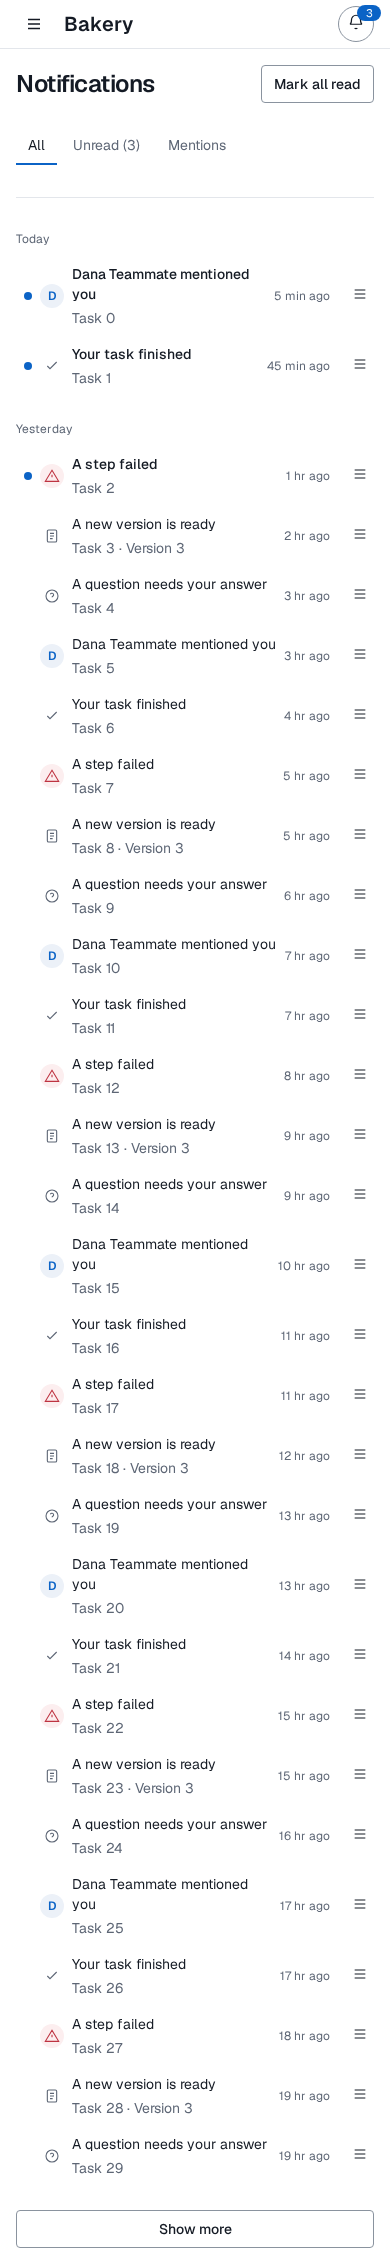 Bakery
3
Notifications
Mark all read
All
Unread (3)
Mentions
Today
D
Dana Teammate mentioned
you
5 min ago
Task 0
Your task finished
45 min ago
Task 1
Yesterday
A step failed
1 hr ago
Task 2
A new version is ready
2 hr ago
Task 3 · Version 3
A question needs your answer
3 hr ago
Task 4
D
Dana Teammate mentioned you
3 hr ago
Task 5
Your task finished
4 hr ago
Task 6
A step failed
5 hr ago
Task 7
A new version is ready
5 hr ago
Task 8 · Version 3
A question needs your answer
6 hr ago
Task 9
D
Dana Teammate mentioned you
7 hr ago
Task 10
Your task finished
7 hr ago
Task 11
A step failed
8 hr ago
Task 12
A new version is ready
9 hr ago
Task 13 · Version 3
A question needs your answer
9 hr ago
Task 14
D
Dana Teammate mentioned
you
10 hr ago
Task 15
Your task finished
11 hr ago
Task 16
A step failed
11 hr ago
Task 17
A new version is ready
12 hr ago
Task 18 · Version 3
A question needs your answer
13 hr ago
Task 19
D
Dana Teammate mentioned
you
13 hr ago
Task 20
Your task finished
14 hr ago
Task 21
A step failed
15 hr ago
Task 22
A new version is ready
15 hr ago
Task 23 · Version 3
A question needs your answer
16 hr ago
Task 24
D
Dana Teammate mentioned
you
17 hr ago
Task 25
Your task finished
17 hr ago
Task 26
A step failed
18 hr ago
Task 27
A new version is ready
19 hr ago
Task 28 · Version 3
A question needs your answer
19 hr ago
Task 29
Show more